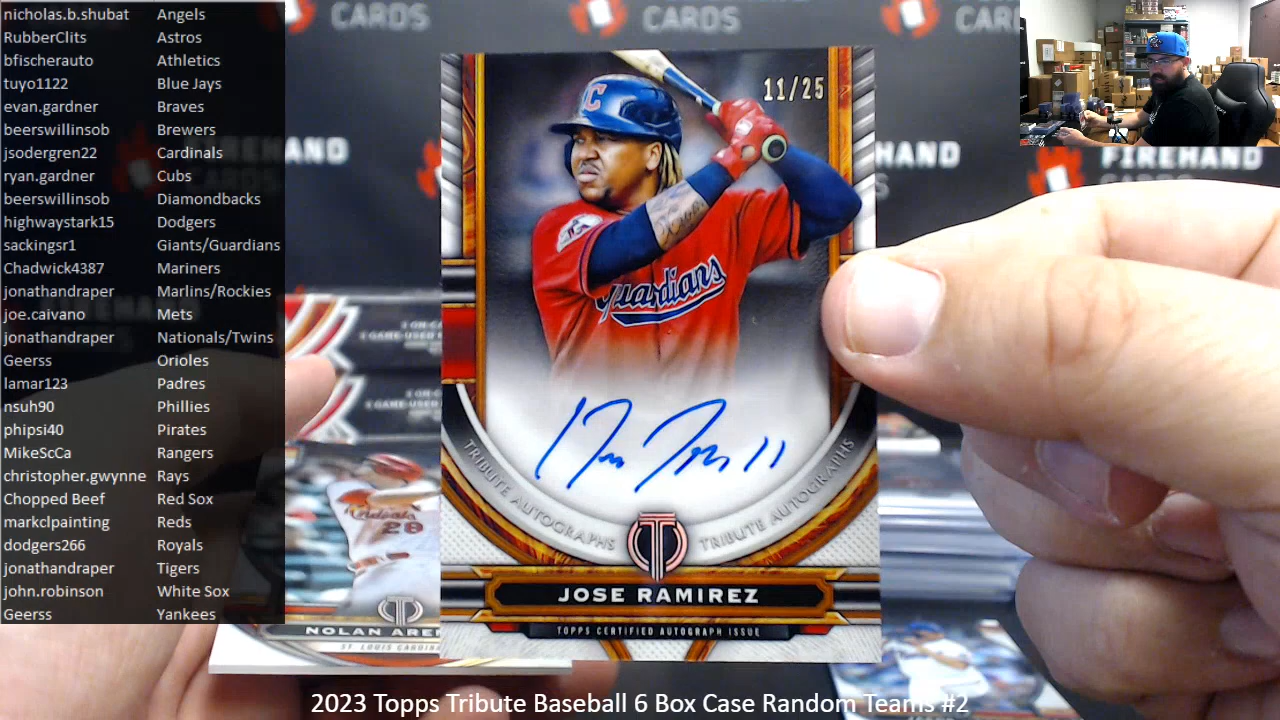 nicholas.b.shubat Angels
RubberClits Astros
bfischerauto Athletics
tuyo1122 Blue Jays
evan.gardner Braves
beerswillinsob Brewers
jsodergren22 Cardinals
ryan.gardner Cubs
beerswillinsob Diamondbacks
highwaystark15 Dodgers
sackingsr1 Giants/Guardians
Chadwick4387 Mariners
jonathandraper Marlins/Rockies
joe.caivano Mets
jonathandraper Nationals/Twins
Geerss Orioles
lamar123 Padres
nsuh90 Phillies
phipsi40 Pirates
MikeScCa Rangers
christopher.gwynne Rays
Chopped Beef Red Sox
markclpainting Reds
dodgers266 Royals
jonathandraper Tigers
john.robinson White Sox
Geerss Yankees
CARDS
CARDS
CARDS
FIREHAND
CARDS
FIREHAND
11/25
Guardians
TRIBUTE AUTOGRAPHS
TRIBUTE AUTOGRAPHS
JOSE RAMIREZ
TOPPS CERTIFIED AUTOGRAPH ISSUE
Cardinals
28
NOLAN
ST. LOUIS
2023 Topps Tribute Baseball 6 Box Case Random Teams #2